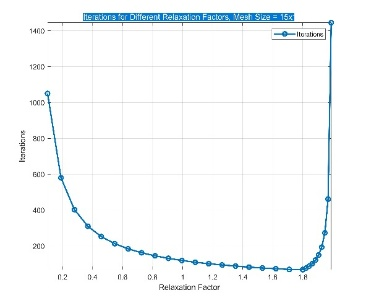 Iterations for Different Relaxation Factors, Mesh Size = 15x
Iterations
1400
1200
1000
800
600
400
200
Iterations
0.2 0.4 0.6 0.8 1 1.2 1.4 1.6 1.8
Relaxation Factor